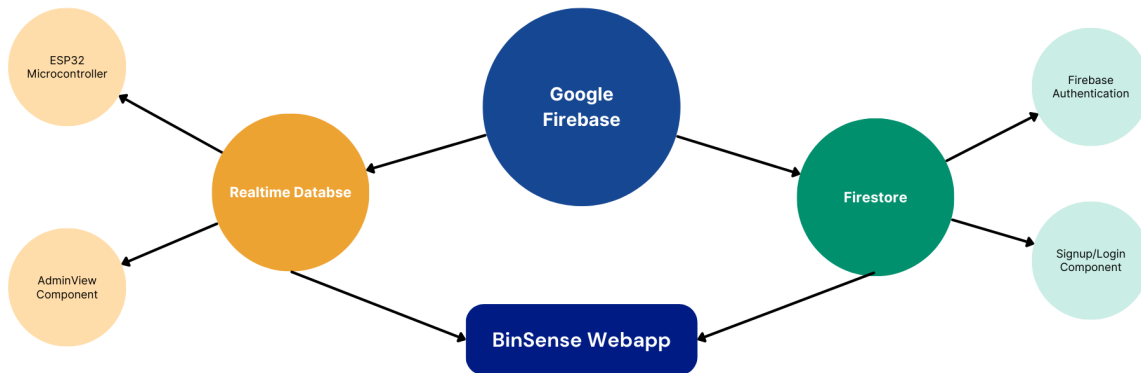 ESP32
Microcontroller
Google
Firebase
Firebase
Authentication
Realtime Databse
Firestore
AdminView
Component
Signup/Login
Component
BinSense Webapp